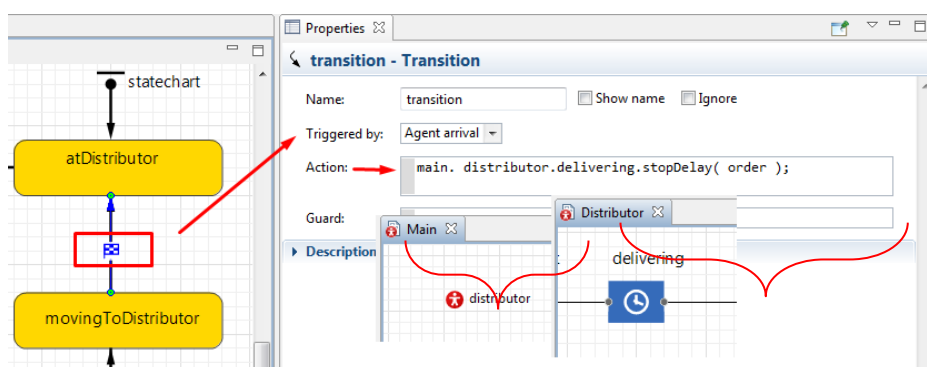 Properties
transition - Transition
statechart
Name:
transition
Show name
Ignore
atDistributor
Triggered by:
Agent arrival
Action:
main. distributor.delivering.stopDelay( order );
Guard:
Main
Distributor
Description
delivering
distributor
movingToDistributor